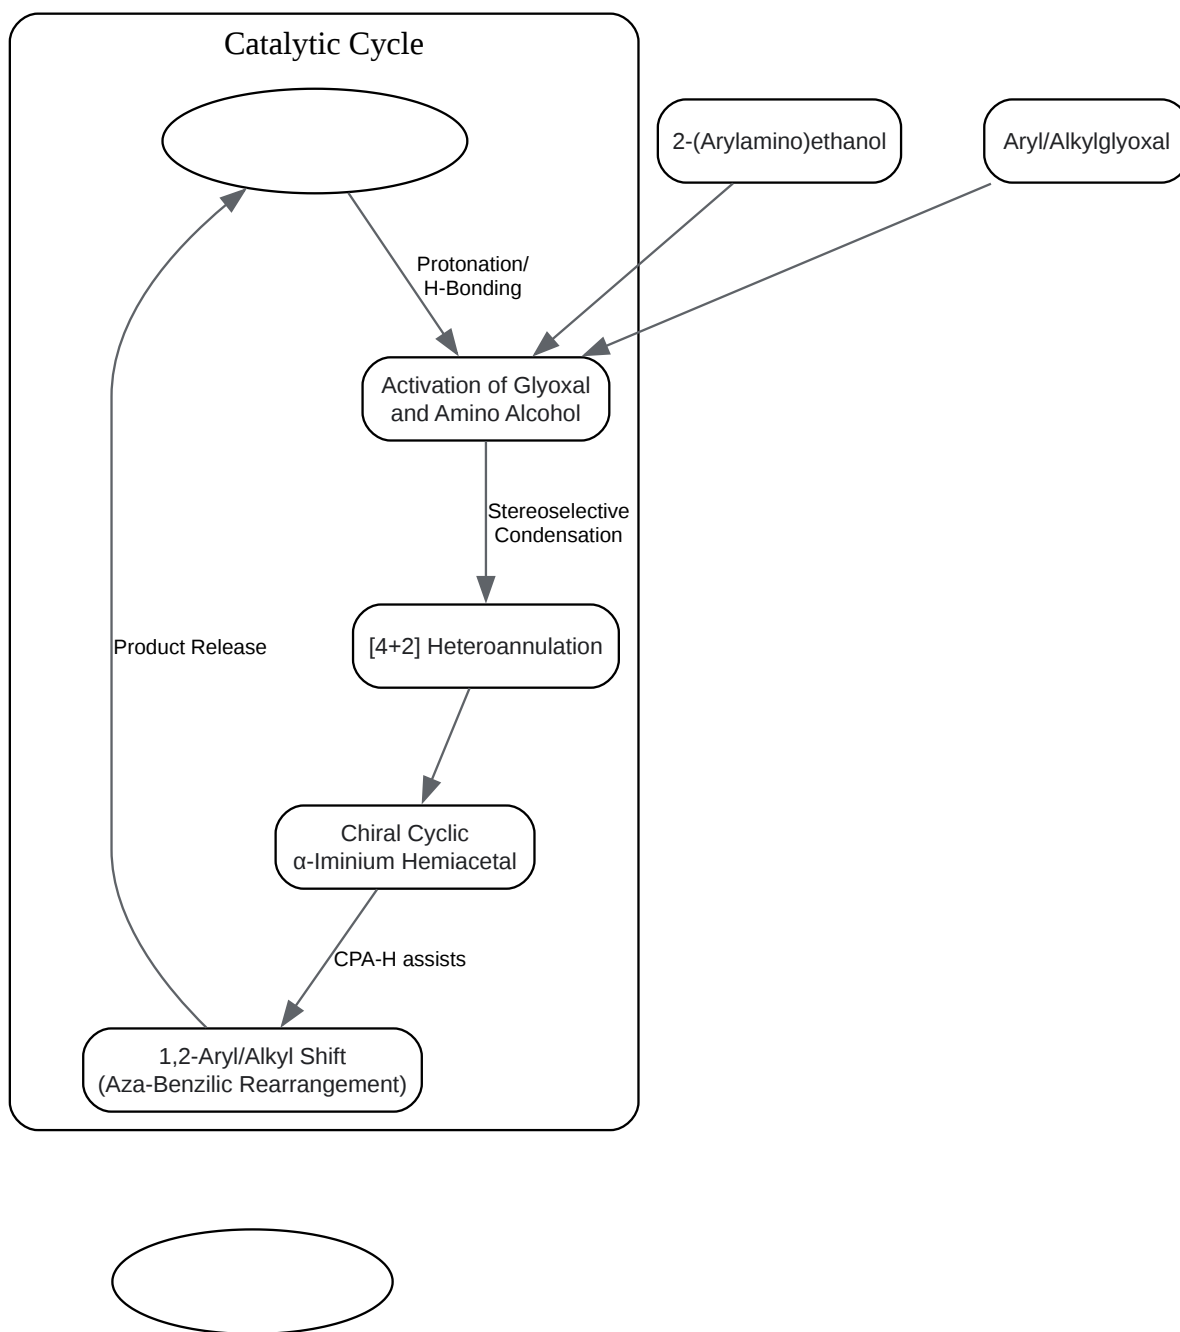 Catalytic Cycle
2-(Arylamino)ethanol
Aryl/Alkylglyoxal
Protonation/
H-Bonding
Activation of Glyoxal
and Amino Alcohol
Stereoselective
Condensation
Product Release
[4+2] Heteroannulation
Chiral Cyclic
α-Iminium Hemiacetal
CPA-H assists
1,2-Aryl/Alkyl Shift
(Aza-Benzilic Rearrangement)